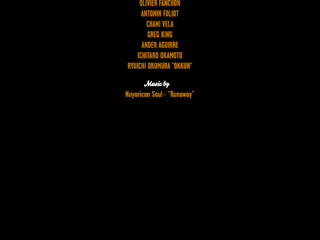 OLIVIER FANCHON
ANTONIN FOLIOT
CHANI VELA
GREG KING
ANDER AGUIRRE
ICHITARO OKAMOTO
RYUICHI OKUMURA "OKKUN"
Music by
Nuyorican Soul - "Runaway"